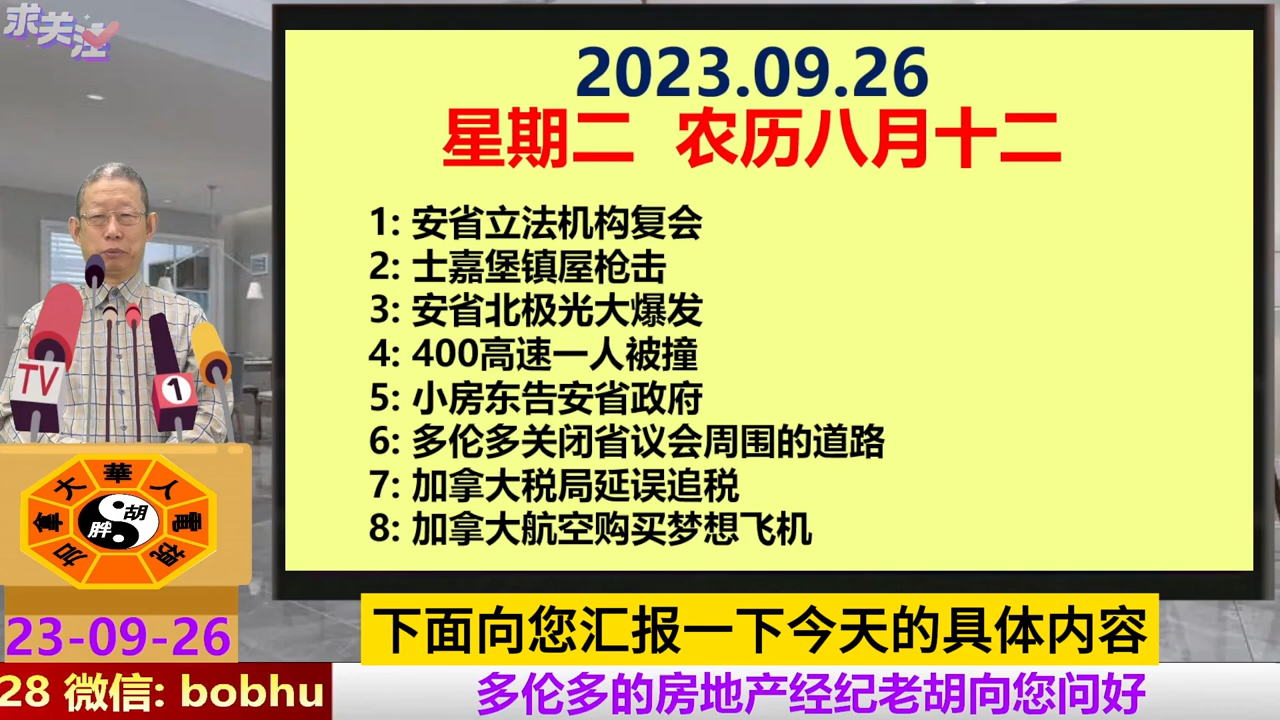 求关注
2023.09.26
星期二 农历八月十二
1: 安省立法机构复会
2: 士嘉堡镇屋枪击
3: 安省北极光大爆发
4: 400高速一人被撞
5: 小房东告安省政府
6: 多伦多关闭省议会周围的道路
7: 加拿大税局延误追税
8: 加拿大航空购买梦想飞机
TV
1
加拿大華人電視
胖胡
23-09-26
下面向您汇报一下今天的具体内容
28 微信: bobhu
多伦多的房地产经纪老胡向您问好